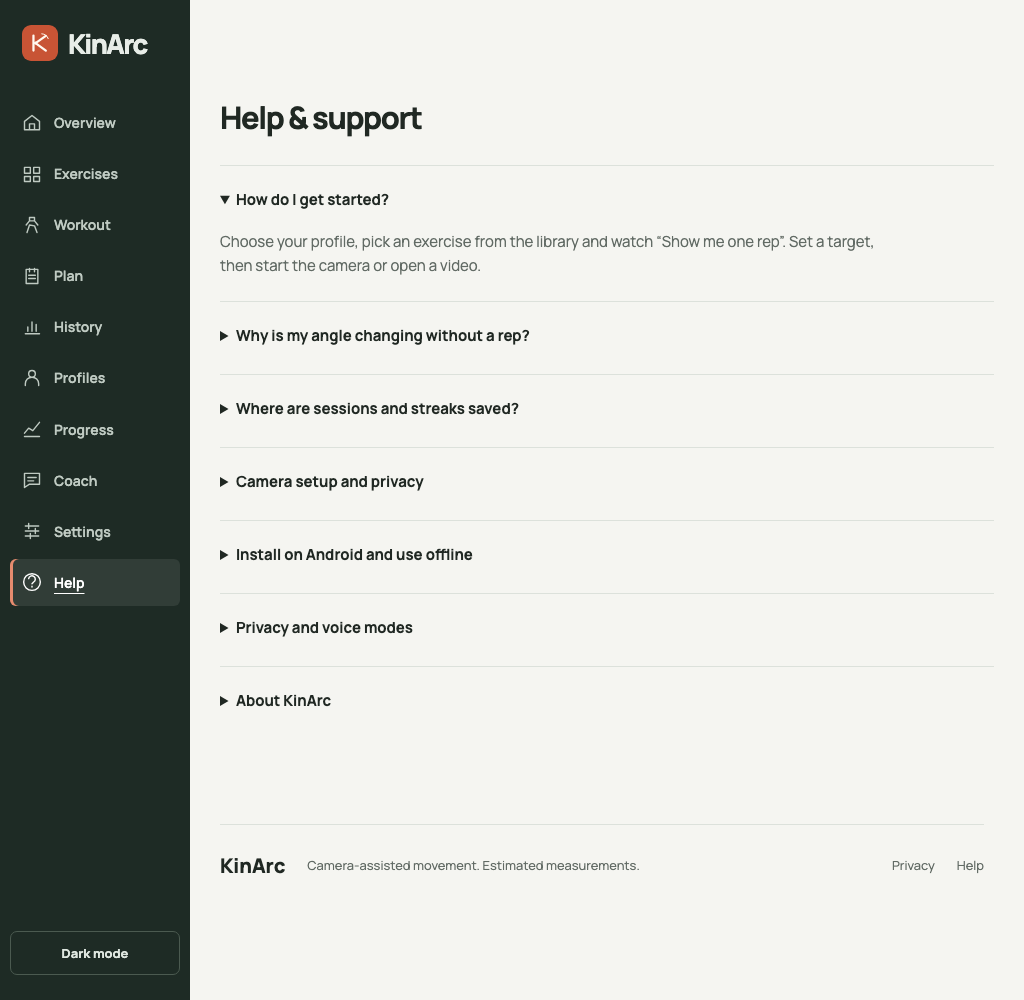 KinArc
Overview
Exercises
Workout
Plan
History
Profiles
Progress
Coach
Settings
Help
Dark mode
Help & support
How do I get started?
Choose your profile, pick an exercise from the library and watch “Show me one rep”. Set a target,
then start the camera or open a video.
Why is my angle changing without a rep?
Where are sessions and streaks saved?
Camera setup and privacy
Install on Android and use offline
Privacy and voice modes
About KinArc
KinArc Camera-assisted movement. Estimated measurements. Privacy Help